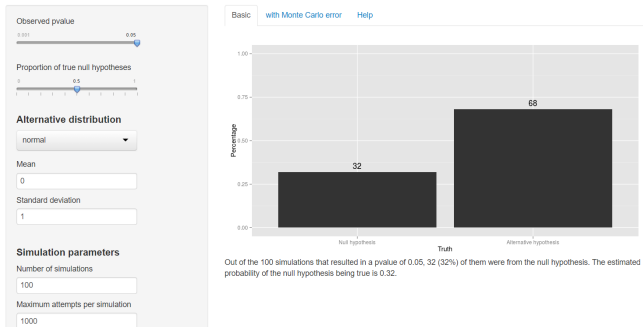 Observed pvalue
0.001 0.05
Proportion of true null hypotheses
0 0.5 1
Alternative distribution
normal
Mean
0
Standard deviation
1
Simulation parameters
Number of simulations
100
Maximum attempts per simulation
1000
Basic with Monte Carlo error Help
1.00
0.75
0.50
0.25
0.00
Percentage
32
68
Null hypothesis Alternative hypothesis
Truth
Out of the 100 simulations that resulted in a pvalue of 0.05, 32 (32%) of them were from the null hypothesis. The estimated
probability of the null hypothesis being true is 0.32.